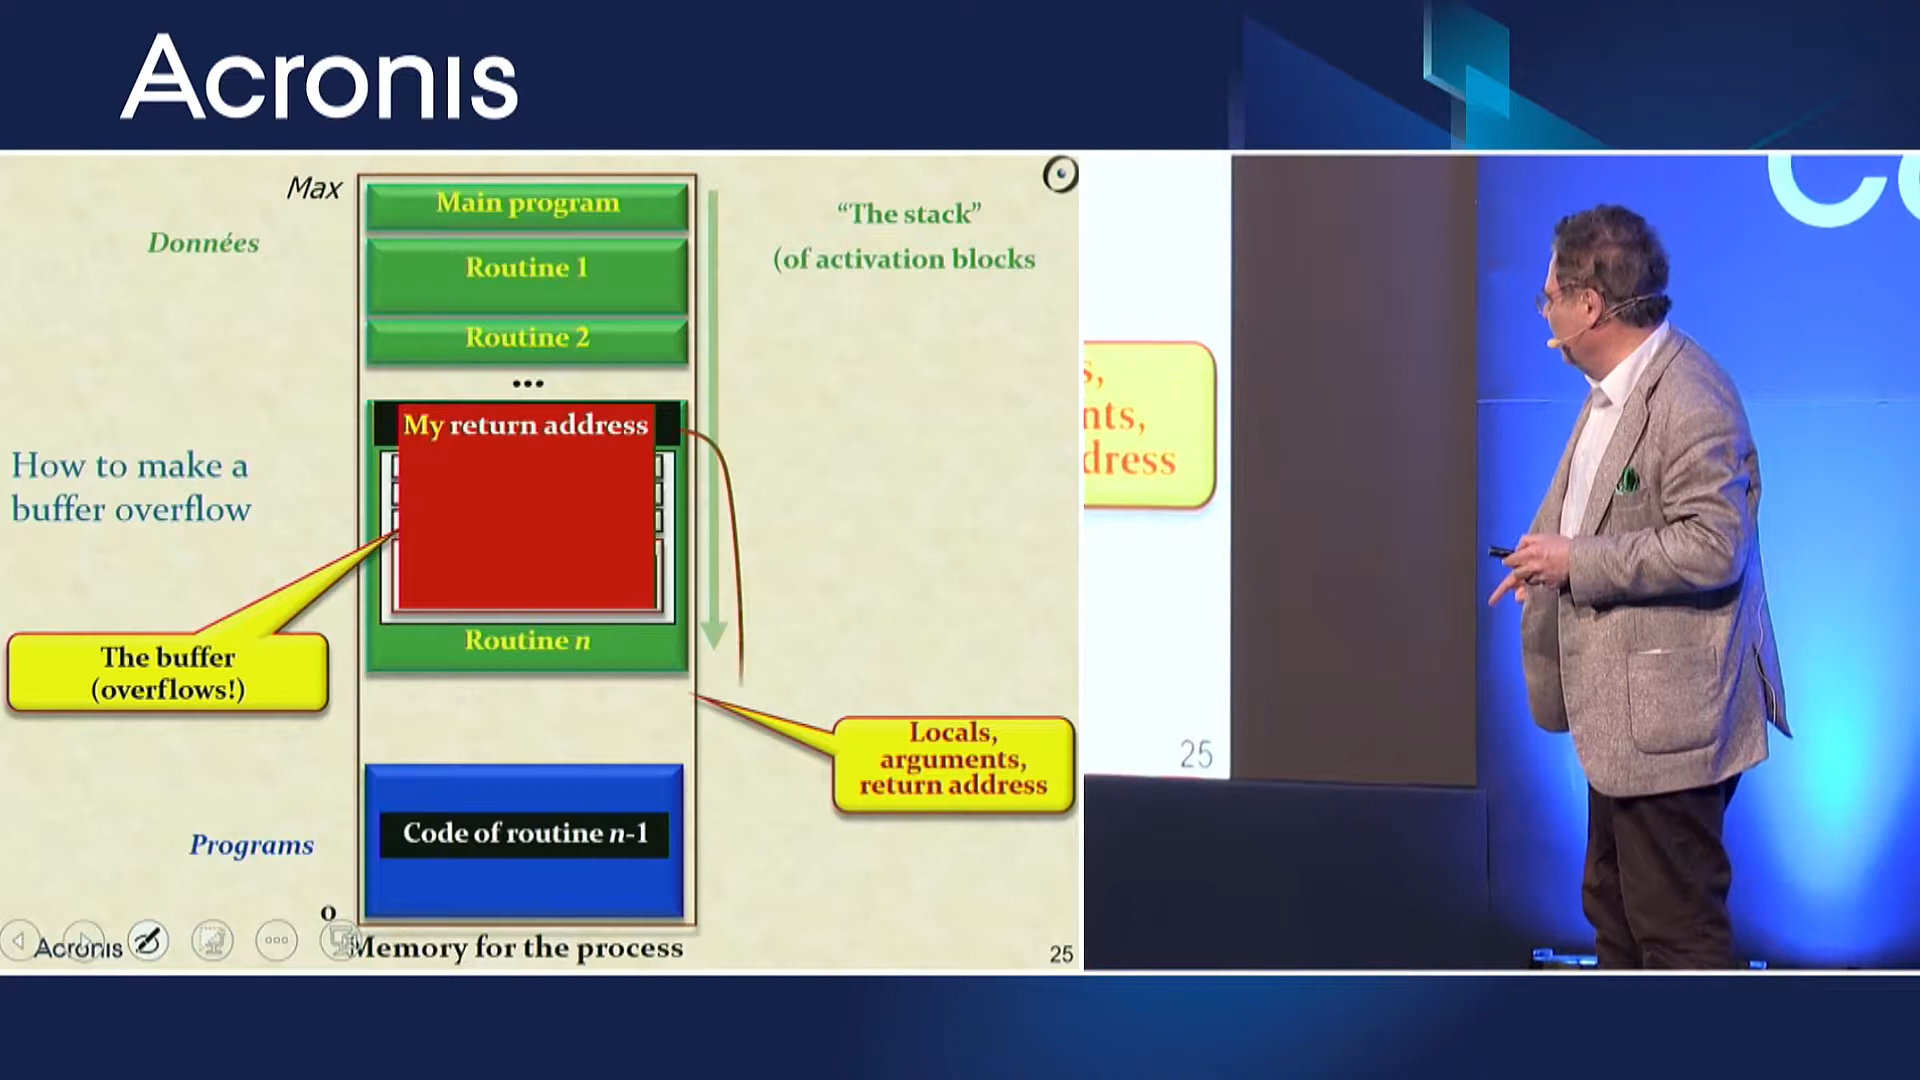 Acronis
Max
Main program
Données
Routine 1
Routine 2
...
“The stack”
(of activation blocks
My return address
How to make a
buffer overflow
Routine n
The buffer
(overflows!)
Locals,
arguments,
return address
Code of routine n-1
Programs
0
Acronis
Memory for the process
25
s,
nts,
dress
25